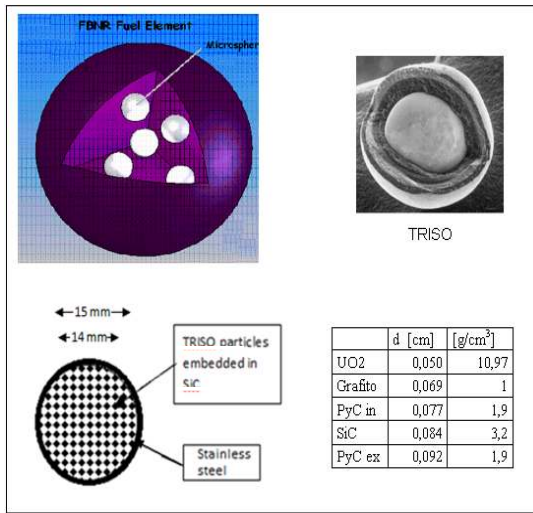 FBNR Fuel Element
Microspher
TRISO
15 mm
14 mm
TRISO particles
embedded in
SiC
Stainless
steel
d [cm] [g/cm³]
UO2 0,050 10,97
Grafito 0,069 1
PyC in 0,077 1,9
SiC 0,084 3,2
PyC ex 0,092 1,9